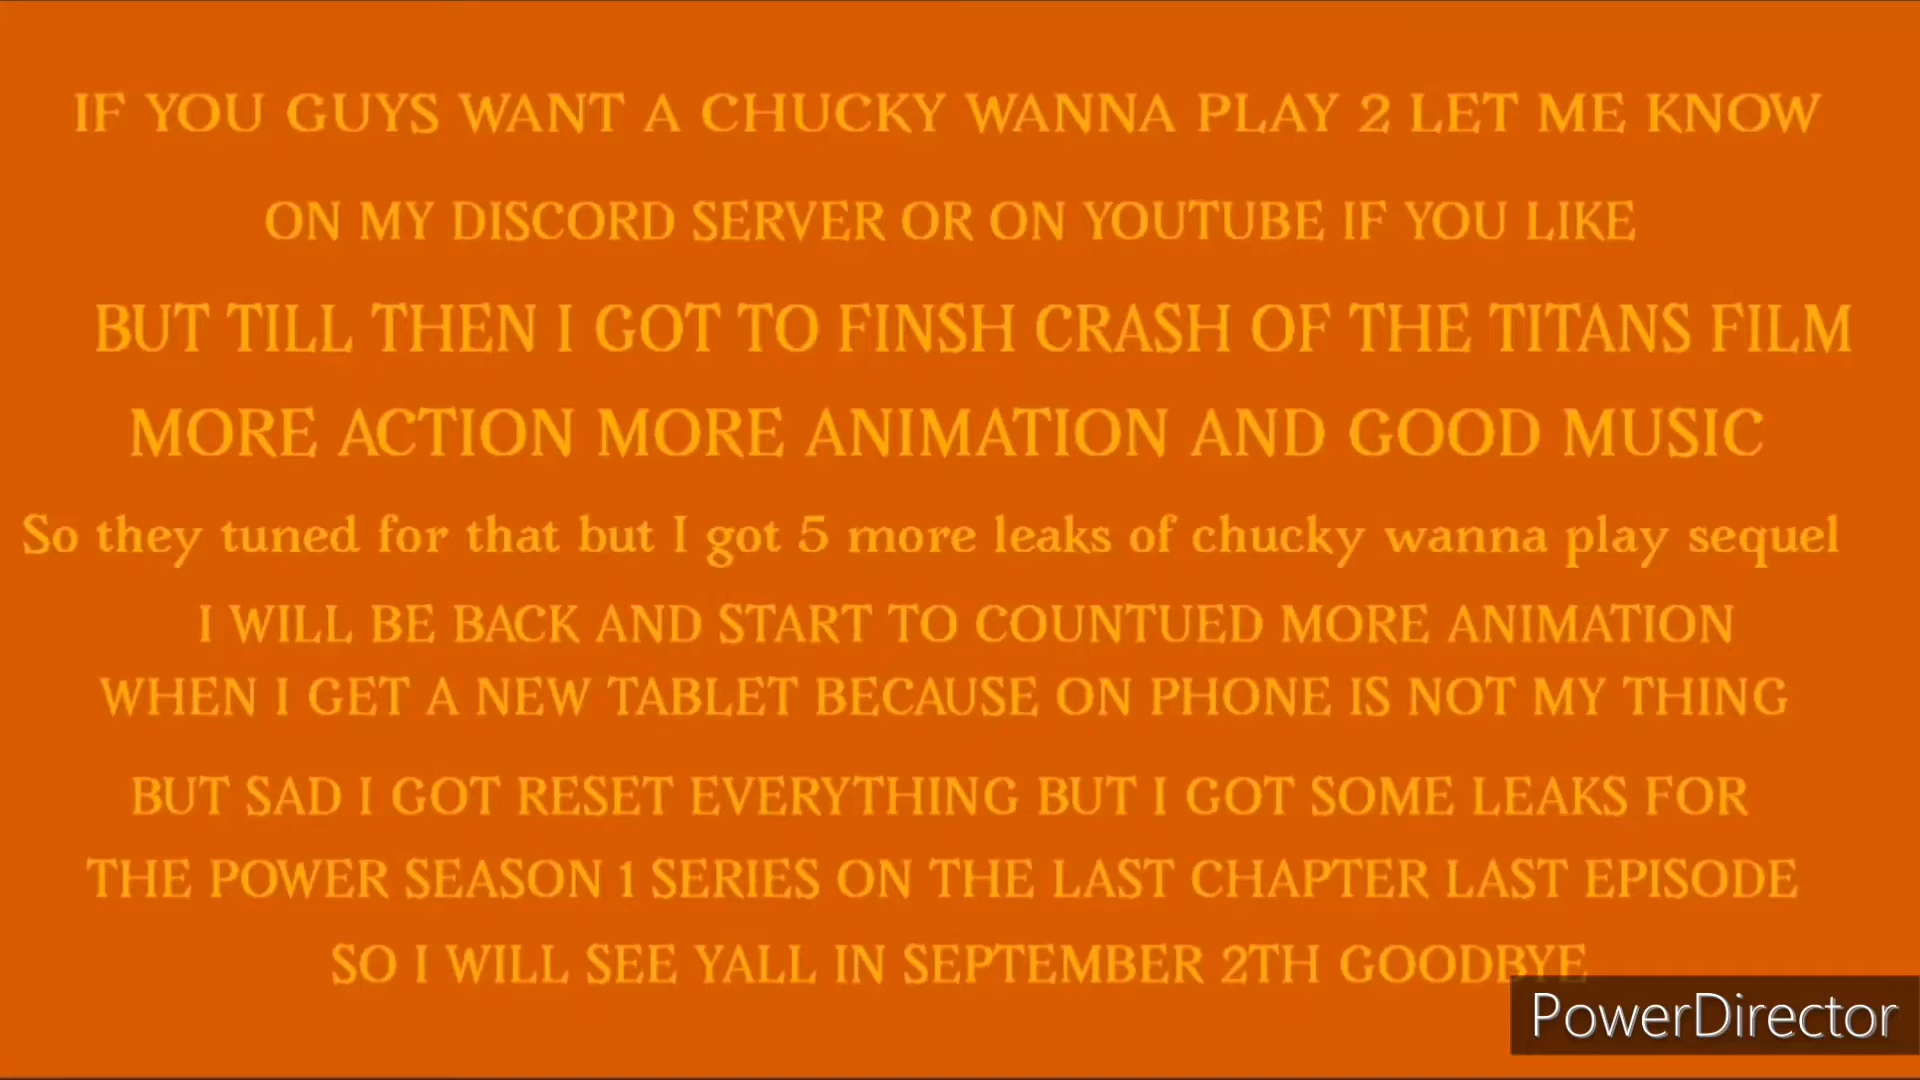 IF YOU GUYS WANT A CHUCKY WANNA PLAY 2 LET ME KNOW
ON MY DISCORD SERVER OR ON YOUTUBE IF YOU LIKE
BUT TILL THEN I GOT TO FINSH CRASH OF THE TITANS FILM
MORE ACTION MORE ANIMATION AND GOOD MUSIC
So they tuned for that but I got 5 more leaks of chucky wanna play sequel
I WILL BE BACK AND START TO COUNTUED MORE ANIMATION
WHEN I GET A NEW TABLET BECAUSE ON PHONE IS NOT MY THING
BUT SAD I GOT RESET EVERYTHING BUT I GOT SOME LEAKS FOR
THE POWER SEASON 1 SERIES ON THE LAST CHAPTER LAST EPISODE
SO I WILL SEE YALL IN SEPTEMBER 2TH GOODBYE
PowerDirector